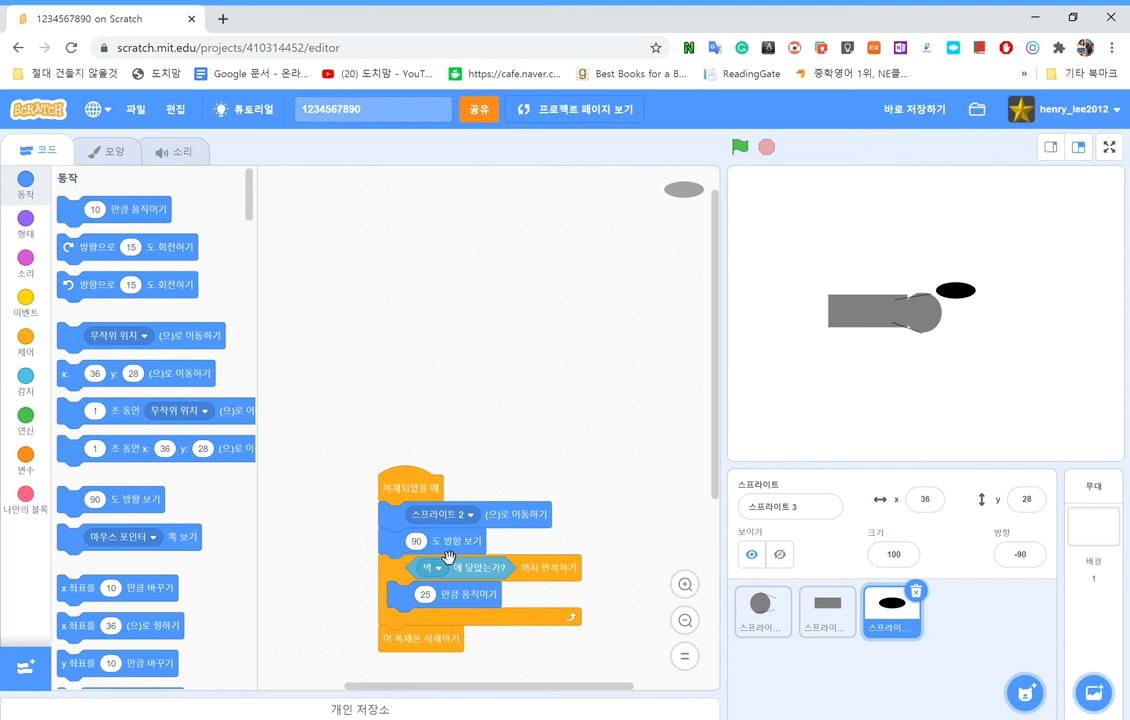 1234567890 on Scratch
scratch.mit.edu/projects/410314452/editor
절대 건들지 않을것
도치맘
Google 문서 - 온라...
(20) 도치맘 - YouT...
https://cafe.naver.c...
Best Books for a B...
ReadingGate
중학영어 1위, NE클...
»
기타 북마크
SCRATCH
파일
편집
튜토리얼
1234567890
공유
프로젝트 페이지 보기
바로 저장하기
henry_lee2012
코드
모양
소리
동작
형태
소리
이벤트
제어
감지
연산
변수
나만의 블록
동작
10 만큼 움직이기
방향으로 15 도 회전하기
방향으로 15 도 회전하기
무작위 위치 (으)로 이동하기
x: 36 y: 28 (으)로 이동하기
1 초 동안 무작위 위치 (으)로 이
1 초 동안 x: 36 y: 28 (으)로 이
90 도 방향 보기
마우스 포인터 쪽 보기
x 좌표를 10 만큼 바꾸기
x 좌표를 36 (으)로 정하기
y 좌표를 10 만큼 바꾸기
복제되었을 때
스프라이트 2 (으)로 이동하기
90 도 방향 보기
벽 에 닿았는가? 까지 반복하기
25 만큼 움직이기
이 복제본 삭제하기
개인 저장소
스프라이트
스프라이트 3
x 36
y 28
보이기
크기
100
방향
-90
스프라이...
스프라이...
스프라이...
무대
배경
1